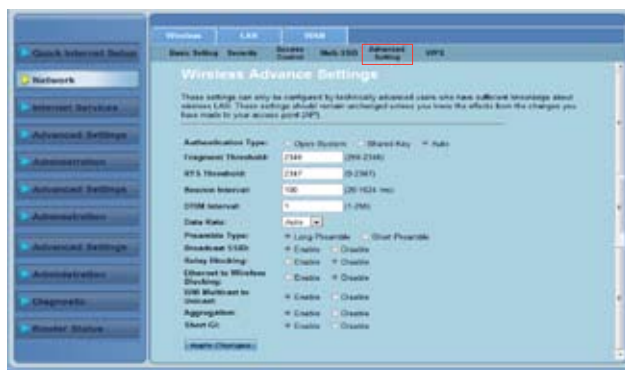 Wireless LAN WAN
Basic Setting Security Access Control Multi SSID Advanced Setting WPS
Quick Internet Setup
Network
Internet Services
Advanced Settings
Administration
Advanced Settings
Administration
Advanced Settings
Administration
Diagnostic
Router Status
Wireless Advance Settings
These settings can only be configured by technically advanced users who have sufficient knowledge about
wireless LAN. These settings should remain unchanged unless you know the effects from the changes you
have made to your access point (AP).
Authentication Type: Open System Shared Key Auto
Fragment Threshold: 2346 (256-2346)
RTS Threshold: 2347 (0-2347)
Beacon Interval: 100 (20-1024 ms)
DTIM Interval: 1 (1-255)
Data Rate: Auto
Preamble Type: Long Preamble Short Preamble
Broadcast SSID: Enable Disable
Relay Blocking: Enable Disable
Ethernet to Wireless Blocking: Enable Disable
Multicast to Unicast: Enable Disable
Aggregation: Enable Disable
Short GI: Enable Disable
Apply Changes